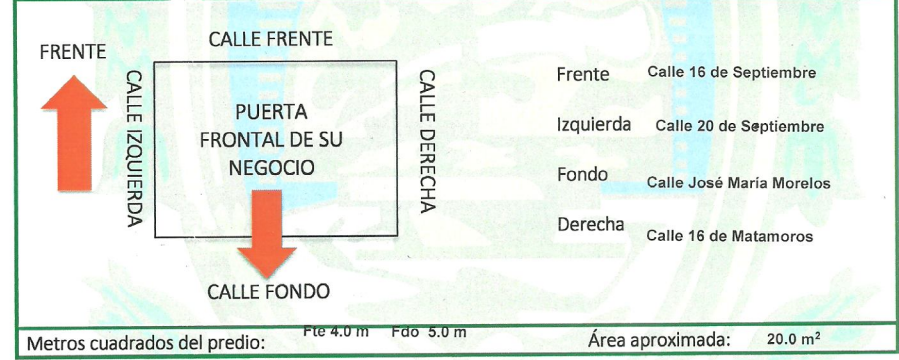 FRENTE
CALLE FRENTE
CALLE IZQUIERDA
PUERTA
FRONTAL DE SU
NEGOCIO
CALLE DERECHA
CALLE FONDO
Frente Calle 16 de Septiembre
Izquierda Calle 20 de Septiembre
Fondo Calle José María Morelos
Derecha Calle 16 de Matamoros
Metros cuadrados del predio: Fte 4.0 m Fdo 5.0 m Área aproximada: 20.0 m²